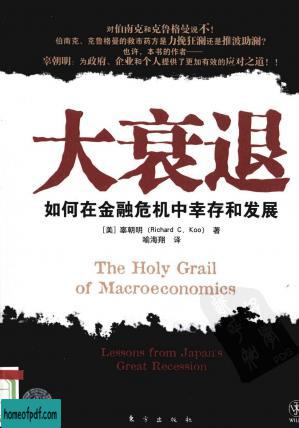 对伯南克和克鲁格曼说不！
伯南克、克鲁格曼的救市药方是力挽狂澜还是推波助澜？
也许，本书的作者——
辜朝明：为政府、企业和个人提供了更加有效的应对之道！！
大衰退
如何在金融危机中幸存和发展
[美] 辜朝明 (Richard C. Koo) 著
喻海翔 译
The Holy Grail
of Macroeconomics
Lessons from Japan's
Great Recession
东方出版社
homeofpdf.com